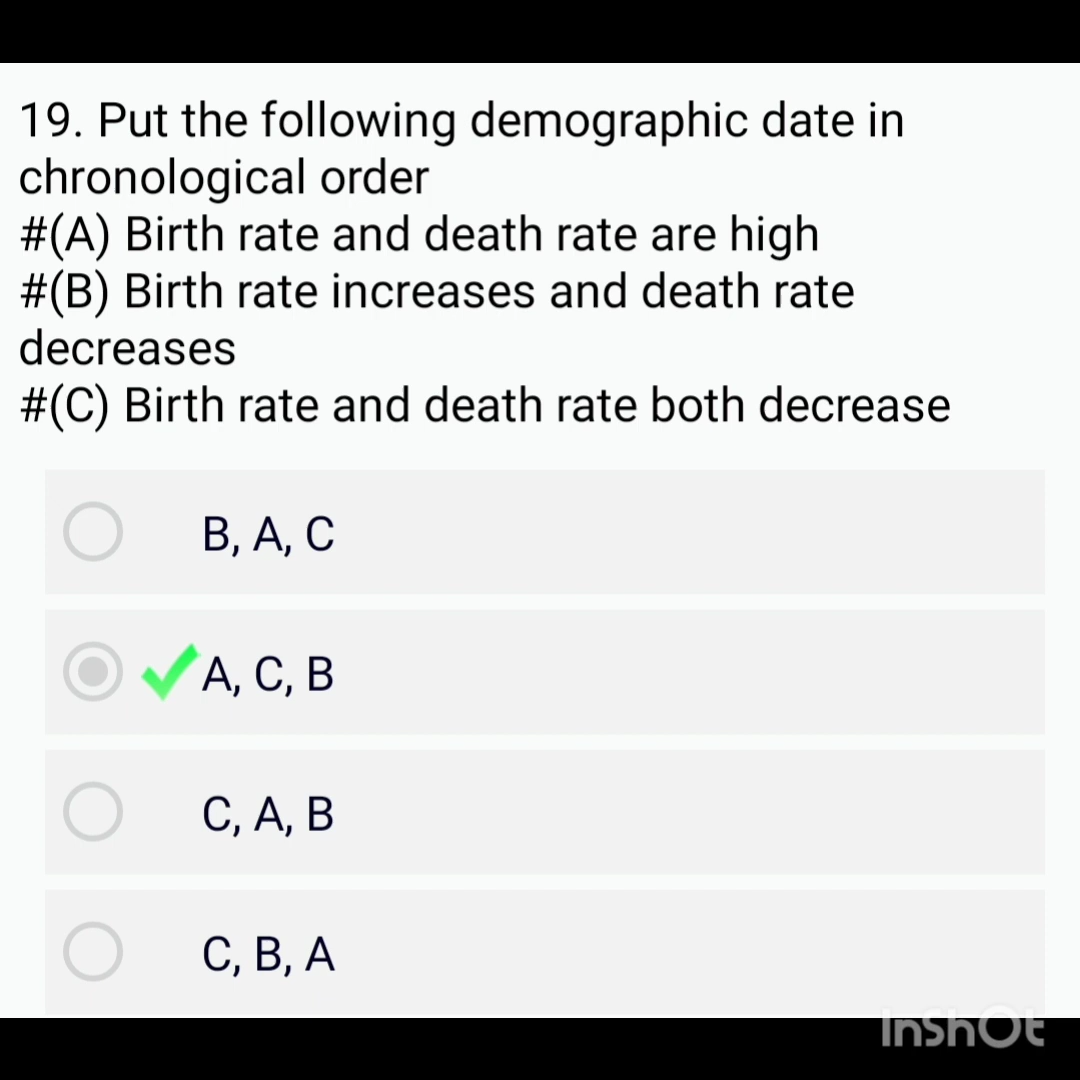 19. Put the following demographic date in
chronological order
#(A) Birth rate and death rate are high
#(B) Birth rate increases and death rate
decreases
#(C) Birth rate and death rate both decrease
B, A, C
A, C, B
C, A, B
C, B, A
InShOt